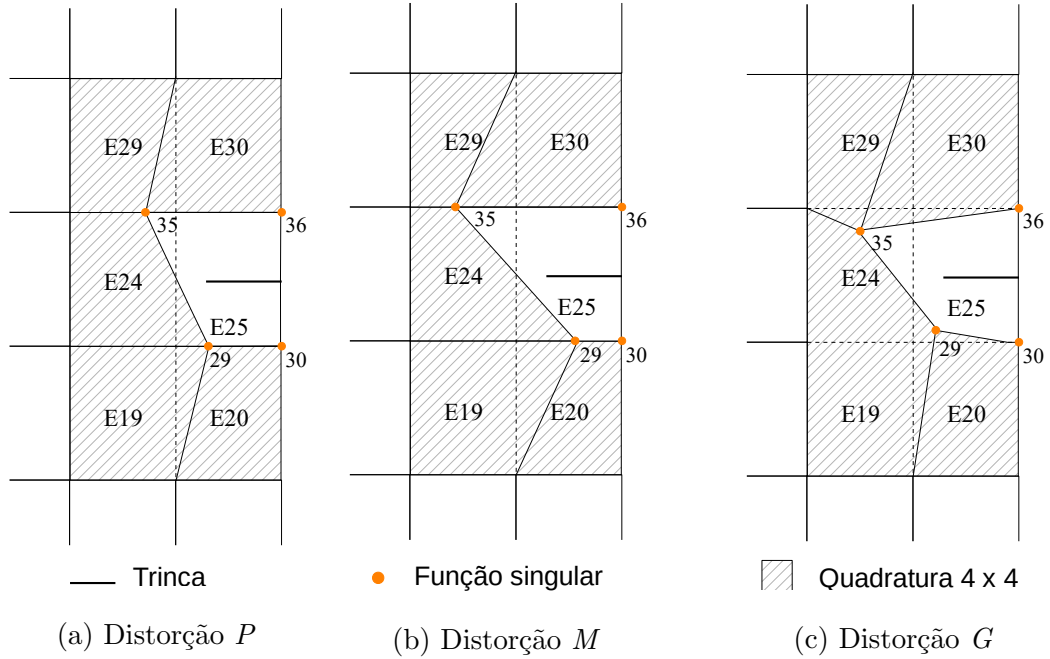 E29
E30
35
36
E24
E25
29
30
E19
E20
E29
E30
35
36
E24
E25
29
30
E19
E20
E29
E30
35
36
E24
E25
29
30
E19
E20
Trinca
Função singular
Quadratura 4 x 4
(a) Distorção P
(b) Distorção M
(c) Distorção G